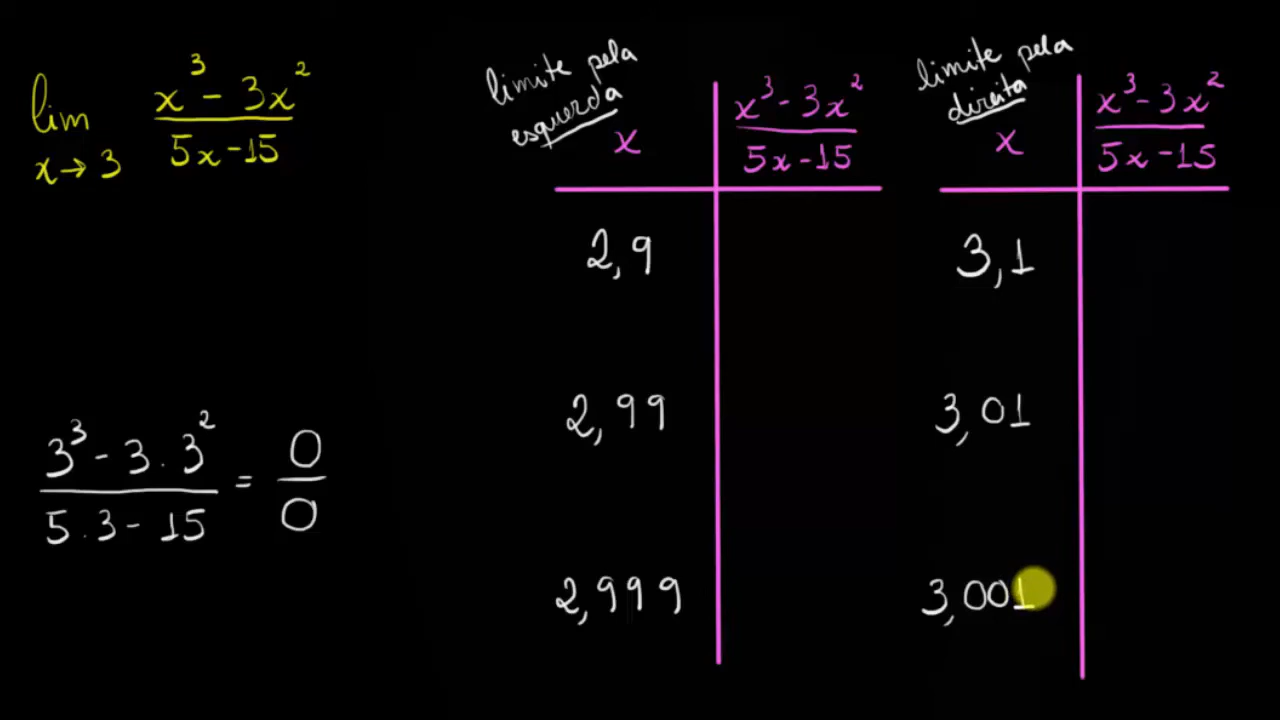 lim x→3 (x³ - 3x²)/(5x - 15)
(3³ - 3 . 3²)/(5 . 3 - 15) = 0/0
limite pela
esquerda
x | (x³ - 3x²)/(5x - 15)
2,9
2,99
2,999
limite pela
direita
x | (x³ - 3x²)/(5x - 15)
3,1
3,01
3,001